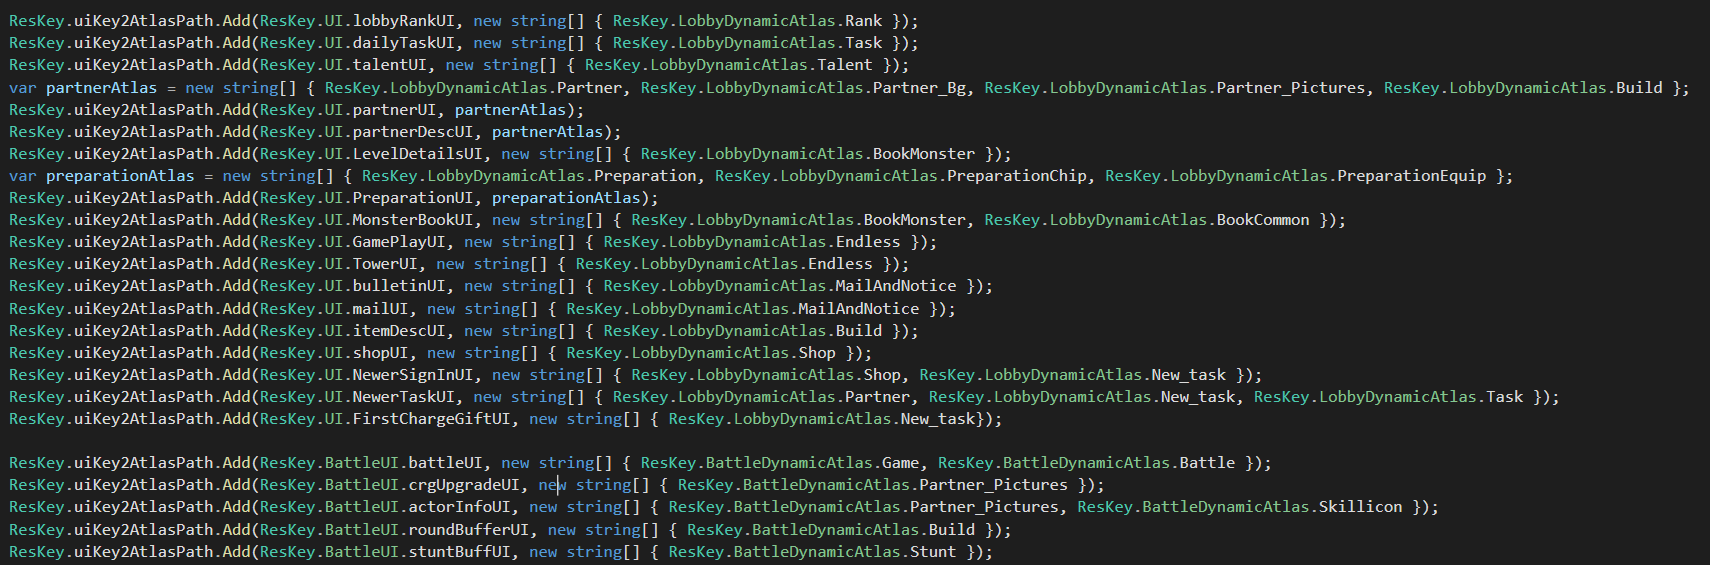 ResKey.uiKey2AtlasPath.Add(ResKey.UI.lobbyRankUI, new string[] { ResKey.LobbyDynamicAtlas.Rank });
ResKey.uiKey2AtlasPath.Add(ResKey.UI.dailyTaskUI, new string[] { ResKey.LobbyDynamicAtlas.Task });
ResKey.uiKey2AtlasPath.Add(ResKey.UI.talentUI, new string[] { ResKey.LobbyDynamicAtlas.Talent });
var partnerAtlas = new string[] { ResKey.LobbyDynamicAtlas.Partner, ResKey.LobbyDynamicAtlas.Partner_Bg, ResKey.LobbyDynamicAtlas.Partner_Pictures, ResKey.LobbyDynamicAtlas.Build };
ResKey.uiKey2AtlasPath.Add(ResKey.UI.partnerUI, partnerAtlas);
ResKey.uiKey2AtlasPath.Add(ResKey.UI.partnerDescUI, partnerAtlas);
ResKey.uiKey2AtlasPath.Add(ResKey.UI.LevelDetailsUI, new string[] { ResKey.LobbyDynamicAtlas.BookMonster });
var preparationAtlas = new string[] { ResKey.LobbyDynamicAtlas.Preparation, ResKey.LobbyDynamicAtlas.PreparationChip, ResKey.LobbyDynamicAtlas.PreparationEquip };
ResKey.uiKey2AtlasPath.Add(ResKey.UI.PreparationUI, preparationAtlas);
ResKey.uiKey2AtlasPath.Add(ResKey.UI.MonsterBookUI, new string[] { ResKey.LobbyDynamicAtlas.BookMonster, ResKey.LobbyDynamicAtlas.BookCommon });
ResKey.uiKey2AtlasPath.Add(ResKey.UI.GamePlayUI, new string[] { ResKey.LobbyDynamicAtlas.Endless });
ResKey.uiKey2AtlasPath.Add(ResKey.UI.TowerUI, new string[] { ResKey.LobbyDynamicAtlas.Endless });
ResKey.uiKey2AtlasPath.Add(ResKey.UI.bulletinUI, new string[] { ResKey.LobbyDynamicAtlas.MailAndNotice });
ResKey.uiKey2AtlasPath.Add(ResKey.UI.mailUI, new string[] { ResKey.LobbyDynamicAtlas.MailAndNotice });
ResKey.uiKey2AtlasPath.Add(ResKey.UI.itemDescUI, new string[] { ResKey.LobbyDynamicAtlas.Build });
ResKey.uiKey2AtlasPath.Add(ResKey.UI.shopUI, new string[] { ResKey.LobbyDynamicAtlas.Shop });
ResKey.uiKey2AtlasPath.Add(ResKey.UI.NewerSignInUI, new string[] { ResKey.LobbyDynamicAtlas.Shop, ResKey.LobbyDynamicAtlas.New_task });
ResKey.uiKey2AtlasPath.Add(ResKey.UI.NewerTaskUI, new string[] { ResKey.LobbyDynamicAtlas.Partner, ResKey.LobbyDynamicAtlas.New_task, ResKey.LobbyDynamicAtlas.Task });
ResKey.uiKey2AtlasPath.Add(ResKey.UI.FirstChargeGiftUI, new string[] { ResKey.LobbyDynamicAtlas.New_task});
ResKey.uiKey2AtlasPath.Add(ResKey.BattleUI.battleUI, new string[] { ResKey.BattleDynamicAtlas.Game, ResKey.BattleDynamicAtlas.Battle });
ResKey.uiKey2AtlasPath.Add(ResKey.BattleUI.crgUpgradeUI, new string[] { ResKey.BattleDynamicAtlas.Partner_Pictures });
ResKey.uiKey2AtlasPath.Add(ResKey.BattleUI.actorInfoUI, new string[] { ResKey.BattleDynamicAtlas.Partner_Pictures, ResKey.BattleDynamicAtlas.Skillicon });
ResKey.uiKey2AtlasPath.Add(ResKey.BattleUI.roundBufferUI, new string[] { ResKey.BattleDynamicAtlas.Build });
ResKey.uiKey2AtlasPath.Add(ResKey.BattleUI.stuntBuffUI, new string[] { ResKey.BattleDynamicAtlas.Stunt });